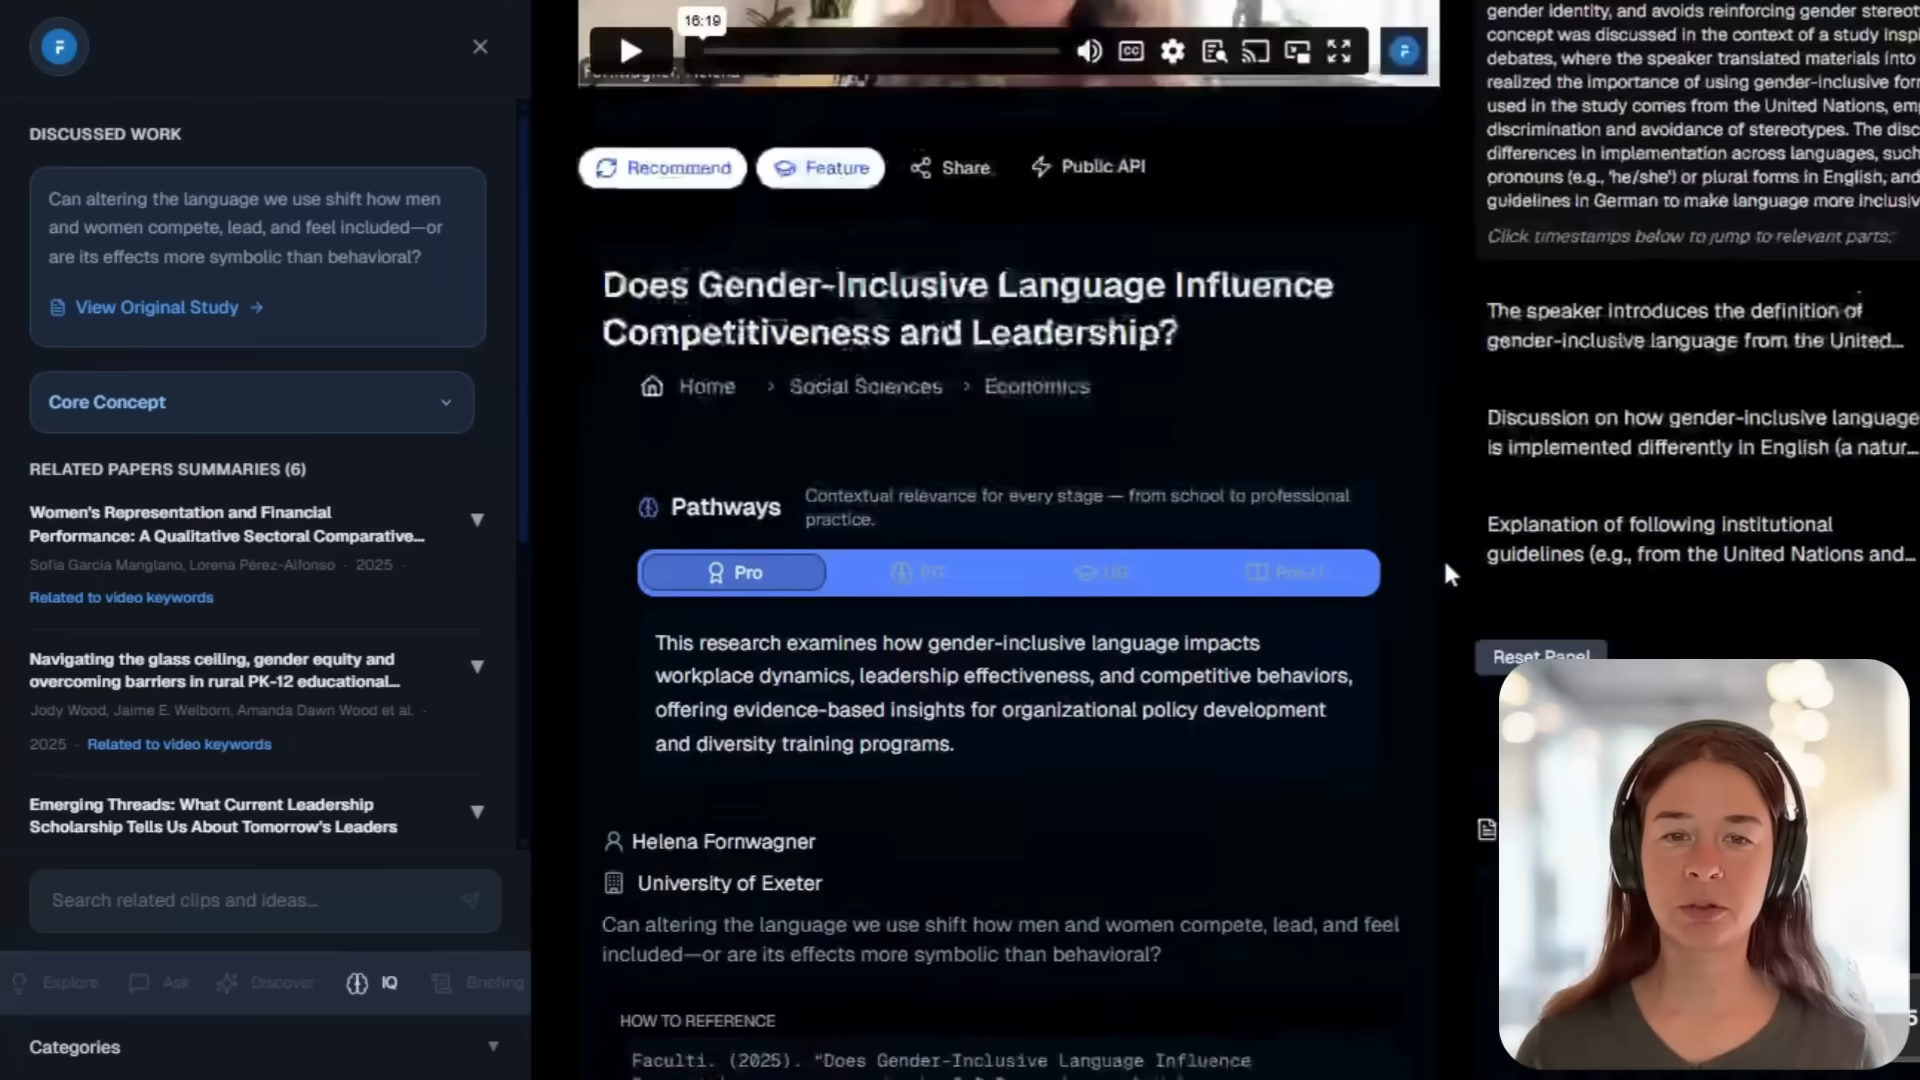 DISCUSSED WORK
Can altering the language we use shift how men
and women compete, lead, and feel included—or
are its effects more symbolic than behavioral?
View Original Study →
Core Concept
RELATED PAPERS SUMMARIES (6)
Women's Representation and Financial
Performance: A Qualitative Sectoral Comparative...
Sofía García Manglano, Lorena Pérez-Alfonso · 2025 ·
Related to video keywords
Navigating the glass ceiling, gender equity and
overcoming barriers in rural PK-12 educational...
Jody Wood, Jaime E. Welborn, Amanda Dawn Wood et al. ·
2025 · Related to video keywords
Emerging Threads: What Current Leadership
Scholarship Tells Us About Tomorrow's Leaders
Search related clips and ideas...
Explore
Ask
Discover
IQ
Briefing
Categories
16:19
CC
Fornwagner, Helena
Recommend
Feature
Share
Public API
Does Gender-Inclusive Language Influence
Competitiveness and Leadership?
Home > Social Sciences > Economics
Pathways
Contextual relevance for every stage — from school to professional
practice.
Pro
UG
This research examines how gender-inclusive language impacts
workplace dynamics, leadership effectiveness, and competitive behaviors,
offering evidence-based insights for organizational policy development
and diversity training programs.
Helena Fornwagner
University of Exeter
Can altering the language we use shift how men and women compete, lead, and feel
included—or are its effects more symbolic than behavioral?
HOW TO REFERENCE
Faculti. (2025). "Does Gender-Inclusive Language Influence
gender identity, and avoids reinforcing gender stereot
concept was discussed in the context of a study inspi
debates, where the speaker translated materials into
realized the importance of using gender-inclusive for
used in the study comes from the United Nations, em
discrimination and avoidance of stereotypes. The disc
differences in implementation across languages, such
pronouns (e.g., 'he/she') or plural forms in English, and
guidelines in German to make language more inclusiv
Click timestamps below to jump to relevant parts:
The speaker introduces the definition of
gender-inclusive language from the United...
Discussion on how gender-inclusive language
is implemented differently in English (a natur...
Explanation of following institutional
guidelines (e.g., from the United Nations and...
Reset Panel